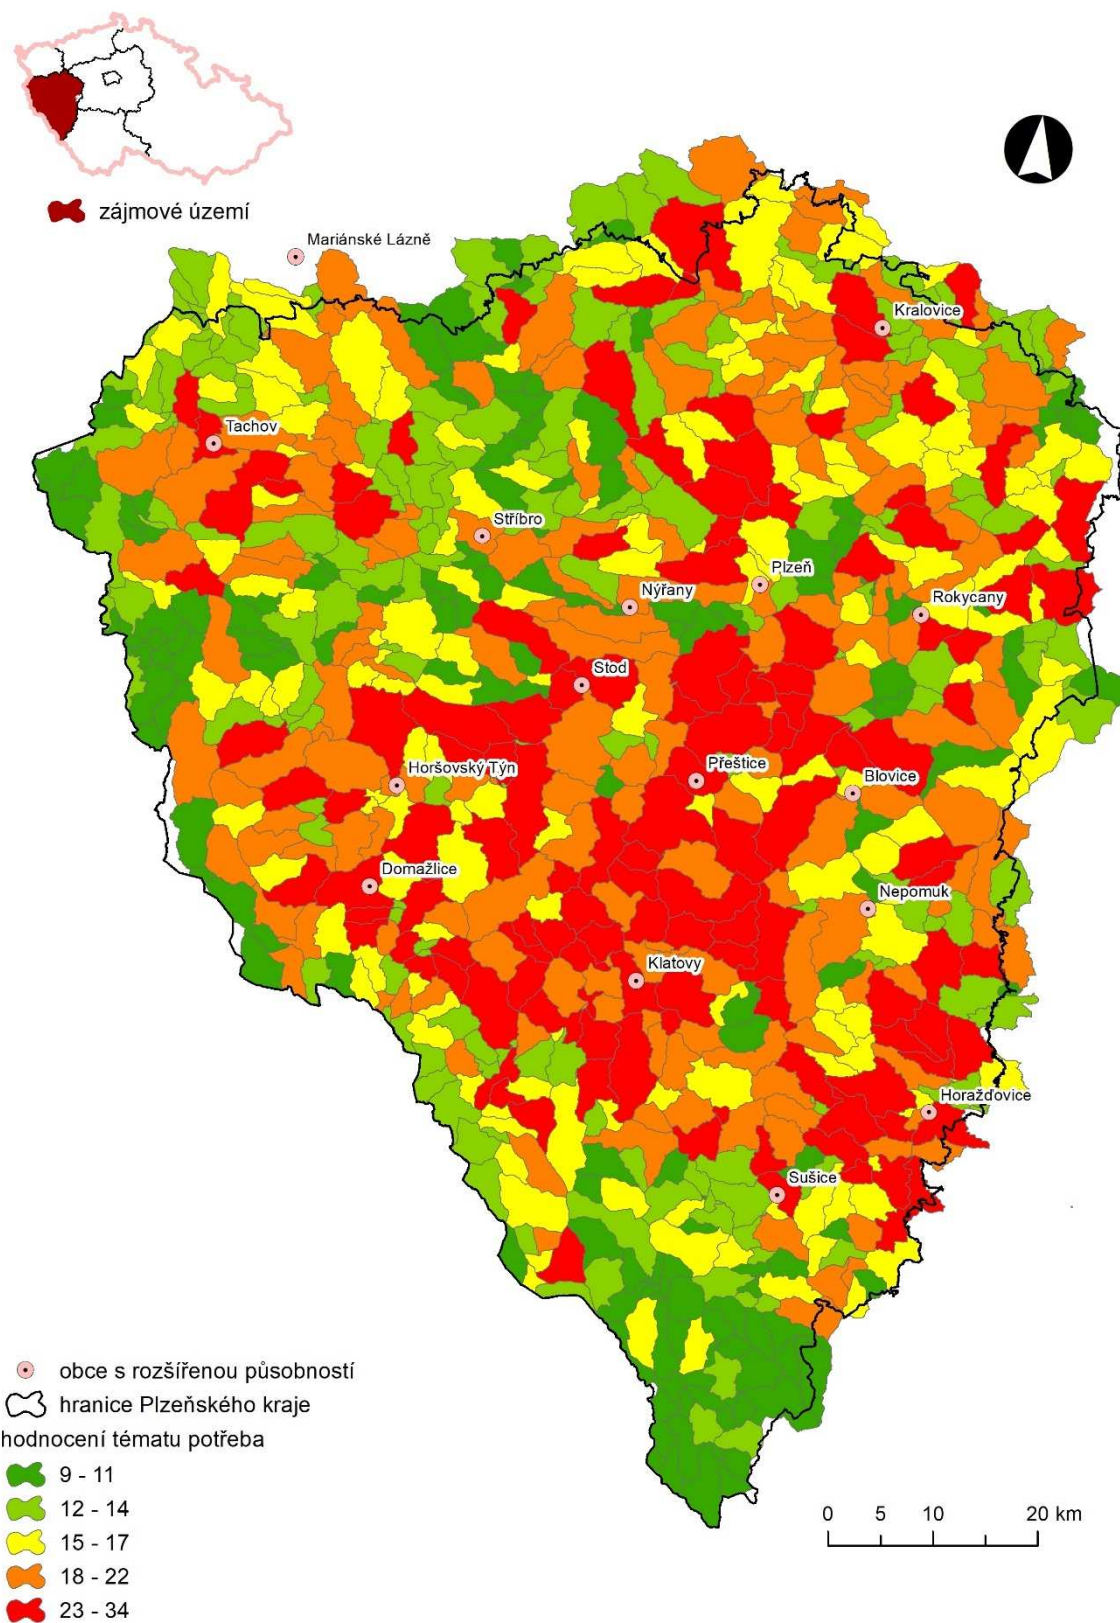 zájmové území
Mariánské Lázně
Kralovice
Tachov
Stříbro
Plzeň
Nýřany
Rokycany
Stod
Přeštice
Horšovský Týn
Blovice
Domažlice
Nepomuk
Klatovy
Horažďovice
Sušice
obce s rozšířenou působností
hranice Plzeňského kraje
hodnocení tématu potřeba
9 - 11
12 - 14
15 - 17
18 - 22
23 - 34
0 5 10 20 km